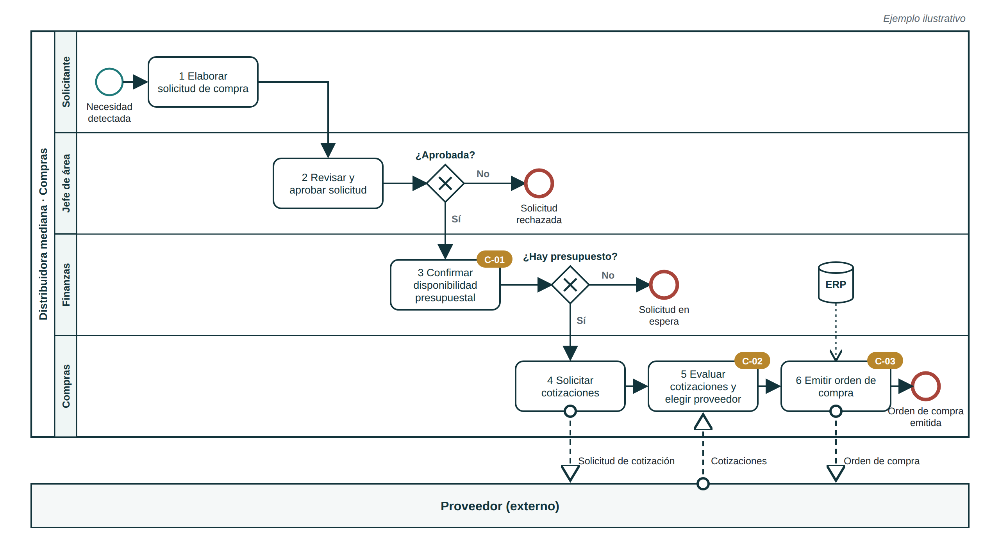 Ejemplo ilustrativo
Distribuidora mediana · Compras
Solicitante
Necesidad
detectada
1 Elaborar
solicitud de compra
Jefe de área
2 Revisar y
aprobar solicitud
¿Aprobada?
No
Solicitud
rechazada
Sí
Finanzas
C-01
3 Confirmar
disponibilidad
presupuestal
¿Hay presupuesto?
No
Solicitud en
espera
Sí
ERP
Compras
4 Solicitar
cotizaciones
C-02
5 Evaluar
cotizaciones y
elegir proveedor
C-03
6 Emitir orden de
compra
Orden de compra
emitida
Solicitud de cotización
Cotizaciones
Orden de compra
Proveedor (externo)